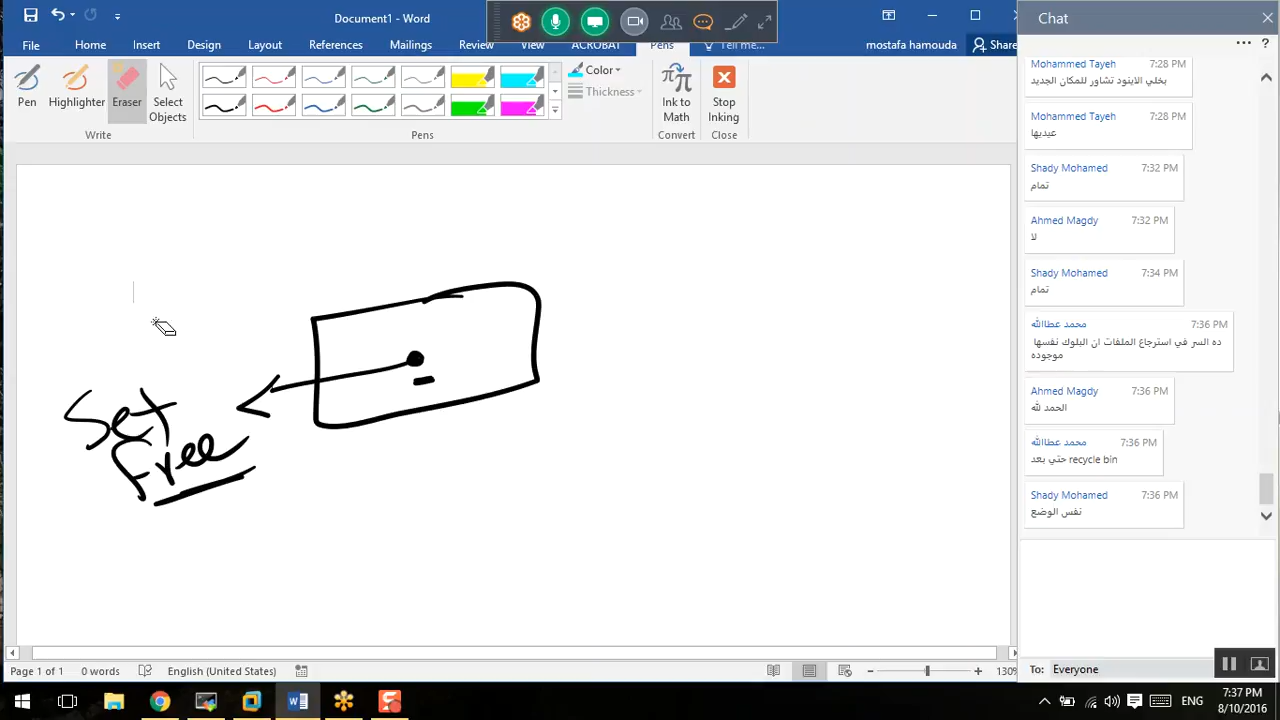 Document1 - Word
Chat
File
Home
Insert
Design
Layout
References
Mailings
Review
View
ACROBAT
Pens
Tell me...
mostafa hamouda
Share
Pen
Highlighter
Eraser
Select Objects
Color
Thickness
Ink to Math
Stop Inking
Write
Pens
Convert
Close
Set
Free
Mohammed Tayeh 7:28 PM
بخلي الاينود تشاور للمكان الجديد
Mohammed Tayeh 7:28 PM
عيديها
Shady Mohamed 7:32 PM
تمام
Ahmed Magdy 7:32 PM
لا
Shady Mohamed 7:34 PM
تمام
محمد عطاالله 7:36 PM
ده السر في استرجاع الملفات ان البلوك نفسها
موجوده
Ahmed Magdy 7:36 PM
الحمد لله
محمد عطاالله 7:36 PM
حتي بعد recycle bin
Shady Mohamed 7:36 PM
نفس الوضع
To: Everyone
Page 1 of 1
0 words
English (United States)
130%
ENG
7:37 PM
8/10/2016